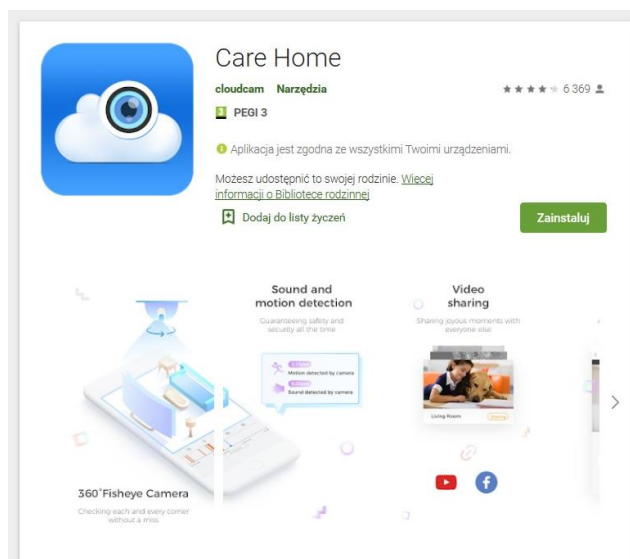 Care Home
cloudcam Narzędzia 6 369
3 PEGI 3
Aplikacja jest zgodna ze wszystkimi Twoimi urządzeniami.
Możesz udostępnić to swojej rodzinie. Więcej
informacji o Bibliotece rodzinnej
Dodaj do listy życzeń
Zainstaluj
360°Fisheye Camera
Checking each and every corner
without a miss
Sound and
motion detection
Guaranteeing safety and
security all the time
Motion detected by camera
Sound detected by camera
Video
sharing
Sharing joyous moments with
everyone else
Living Room